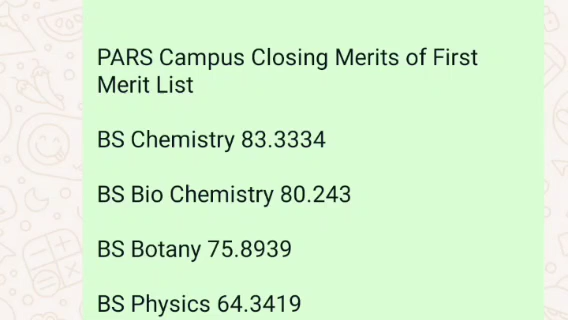 PARS Campus Closing Merits of First
Merit List
BS Chemistry 83.3334
BS Bio Chemistry 80.243
BS Botany 75.8939
BS Physics 64.3419